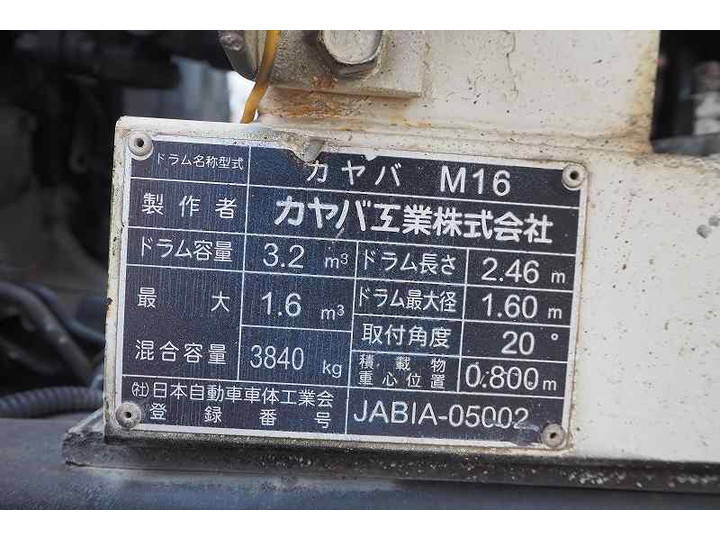 ドラム名称型式 カヤバ M16
製作者 カヤバ工業株式会社
ドラム容量 3.2 m³ ドラム長さ 2.46 m
最大 1.6 m³ ドラム最大径 1.60 m
混合容量 3840 kg 取付角度 20°
積載物重心位置 0.800m
(社)日本自動車車体工業会
登録番号 JABIA-05002